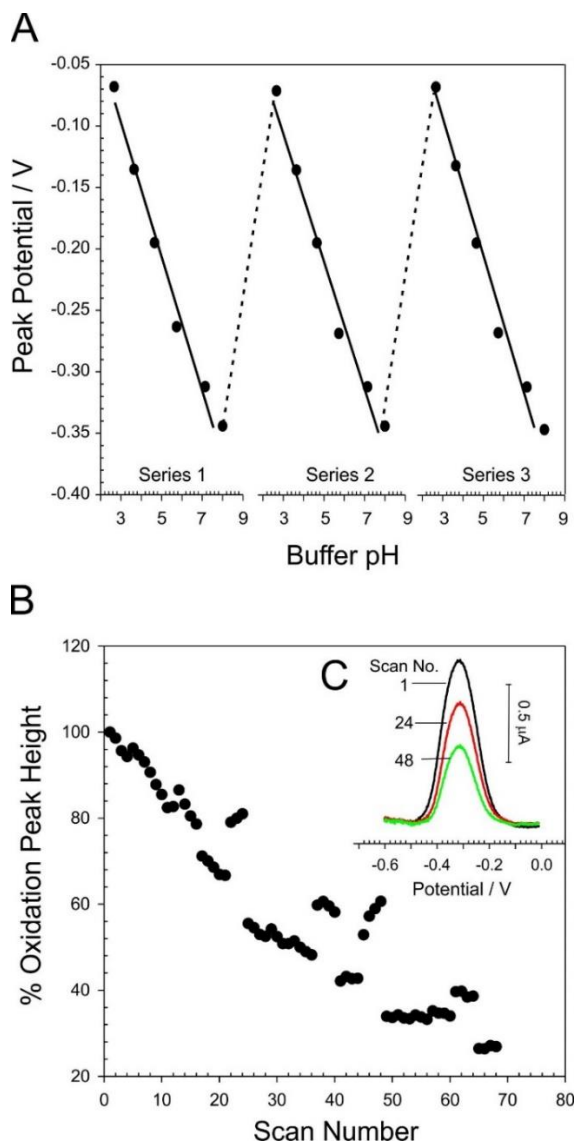 A
-0.05
-0.10
-0.15
-0.20
-0.25
-0.30
-0.35
-0.40
Peak Potential / V
Series 1 Series 2 Series 3
3 5 7 9 3 5 7 9 3 5 7 9
Buffer pH
B
120
100
80
60
40
20
% Oxidation Peak Height
C
Scan No.
1
24
48
0.5 µA
-0.6 -0.4 -0.2 0.0
Potential / V
0 10 20 30 40 50 60 70 80
Scan Number